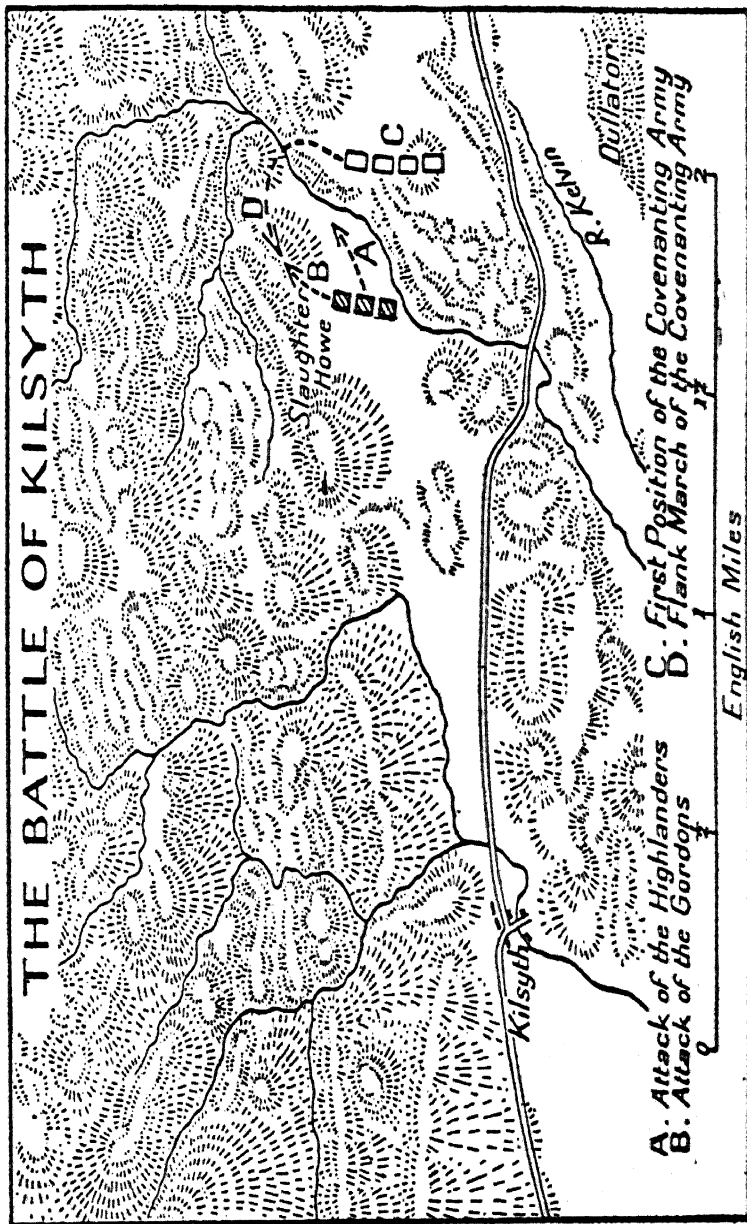 THE BATTLE OF KILSYTH
D
B
Slaughter
Howe
A
C
Kilsyth
R. Kelvin
Dullator
A. Attack of the Highlanders
B. Attack of the Gordons
C. First Position of the Covenanting Army
D. Flank March of the Covenanting Army
0 ½ 1 1½ 2
English Miles